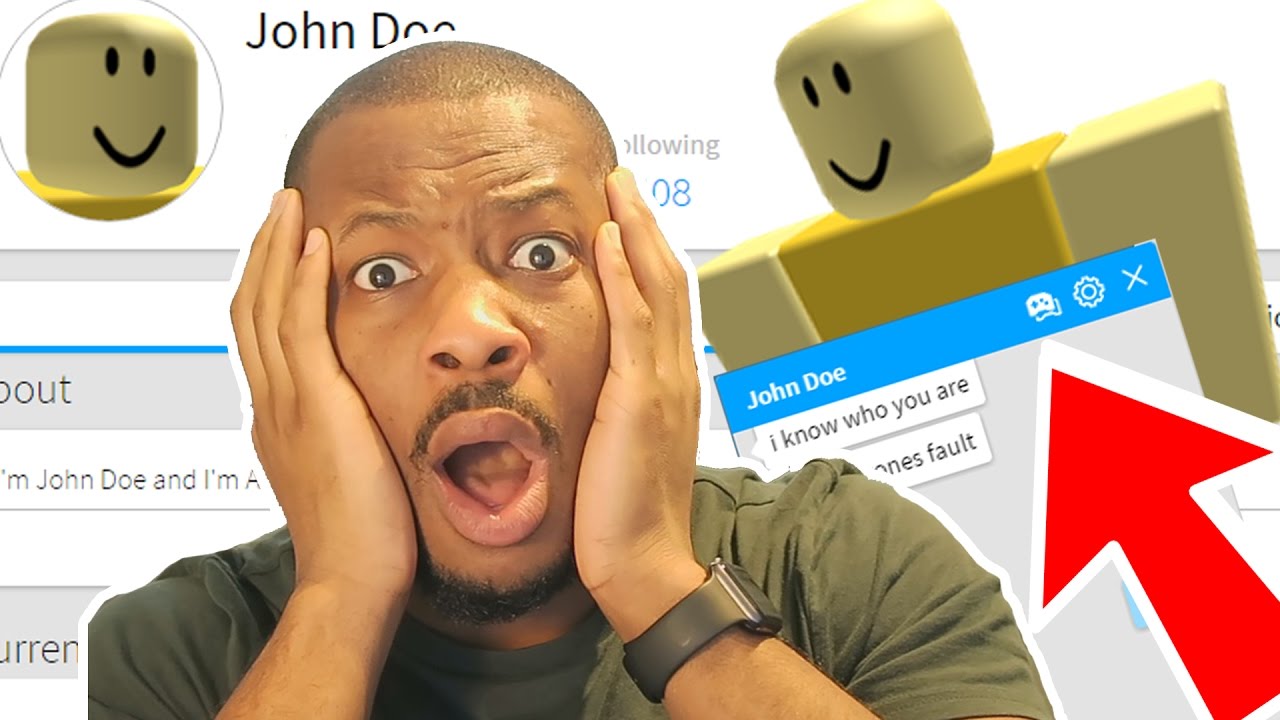 John Doe
ollowing
08
John Doe
i know who you are
ones fault
bout
'm John Doe and I'm A
urren